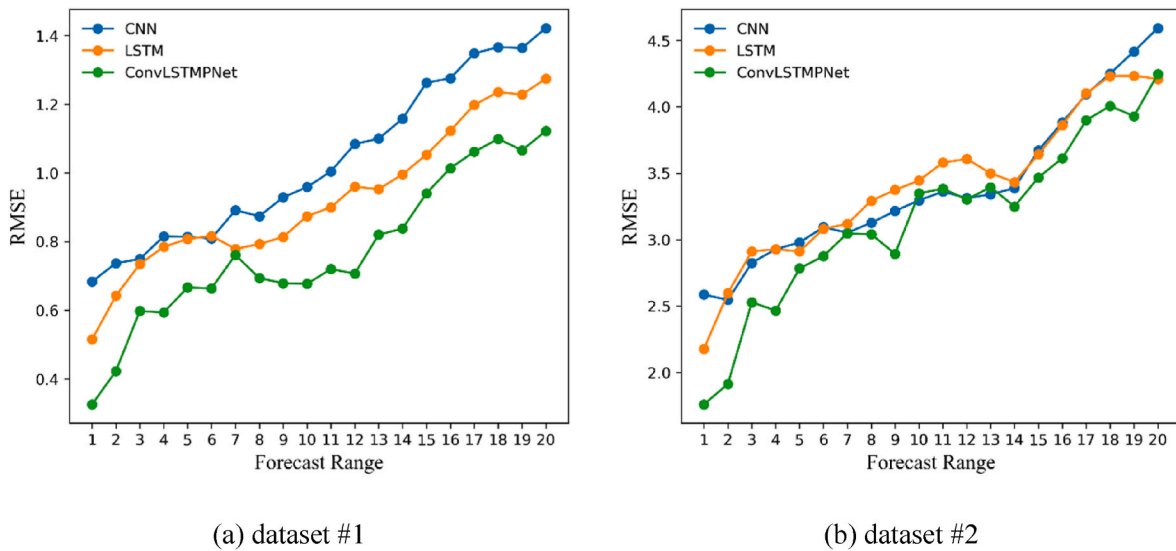 CNN
LSTM
ConvLSTMPNet
RMSE
1.4
1.2
1.0
0.8
0.6
0.4
1 2 3 4 5 6 7 8 9 10 11 12 13 14 15 16 17 18 19 20
Forecast Range
(a) dataset #1
CNN
LSTM
ConvLSTMPNet
RMSE
4.5
4.0
3.5
3.0
2.5
2.0
1 2 3 4 5 6 7 8 9 10 11 12 13 14 15 16 17 18 19 20
Forecast Range
(b) dataset #2